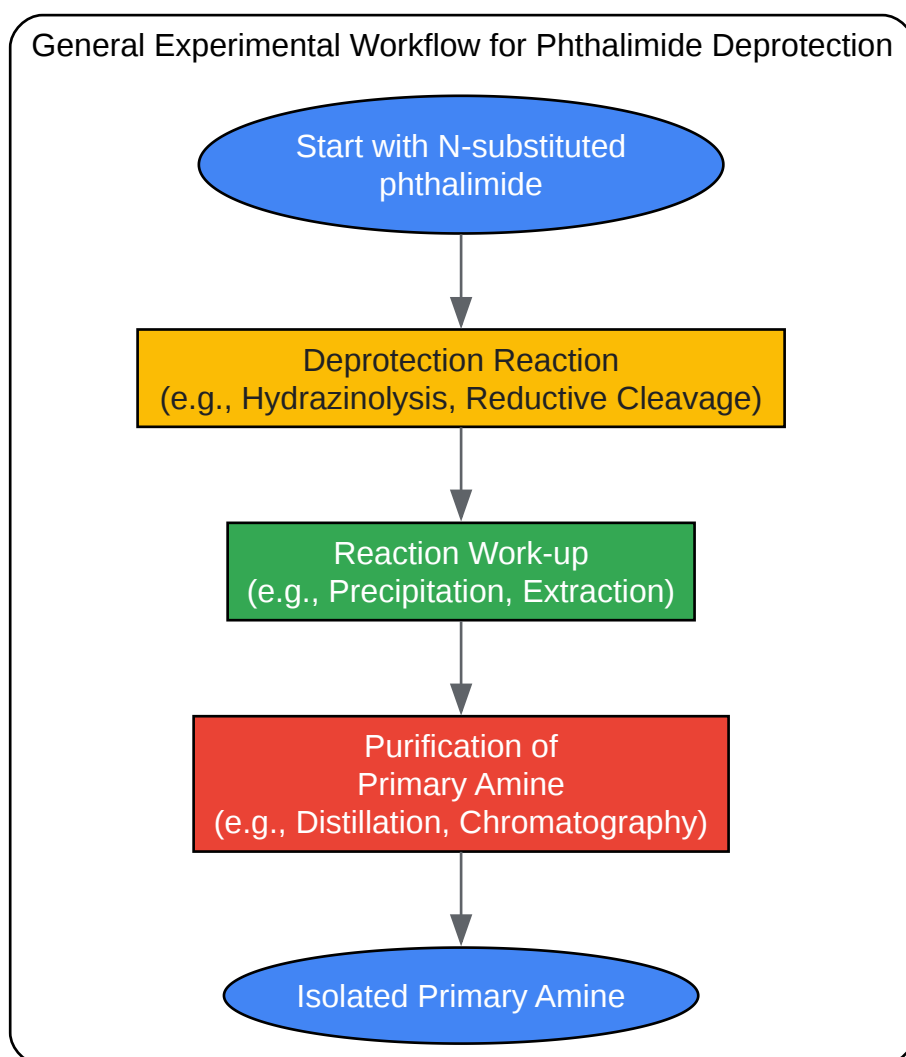 General Experimental Workflow for Phthalimide Deprotection
Start with N-substituted
phthalimide
Deprotection Reaction
(e.g., Hydrazinolysis, Reductive Cleavage)
Reaction Work-up
(e.g., Precipitation, Extraction)
Purification of
Primary Amine
(e.g., Distillation, Chromatography)
Isolated Primary Amine